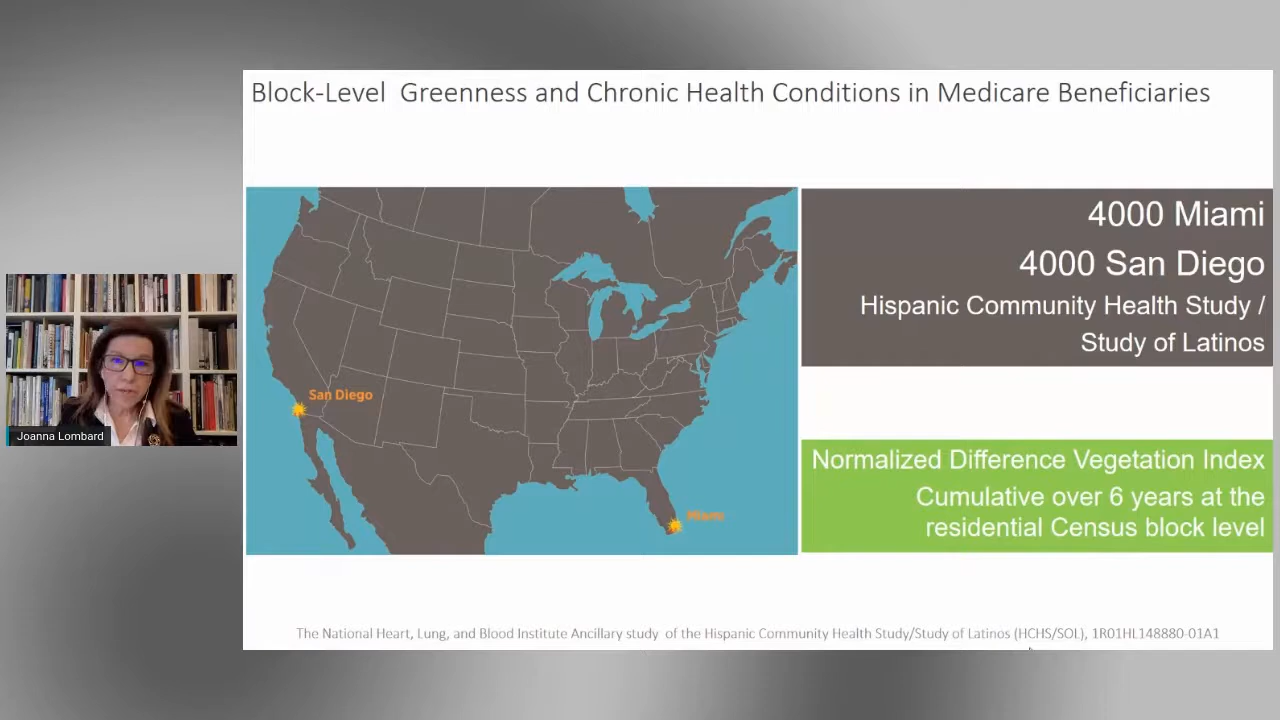 Block-Level Greenness and Chronic Health Conditions in Medicare Beneficiaries
San Diego
Miami
4000 Miami
4000 San Diego
Hispanic Community Health Study /
Study of Latinos
Normalized Difference Vegetation Index
Cumulative over 6 years at the
residential Census block level
Joanna Lombard
The National Heart, Lung, and Blood Institute Ancillary study of the Hispanic Community Health Study/Study of Latinos (HCHS/SOL), 1R01HL148880-01A1